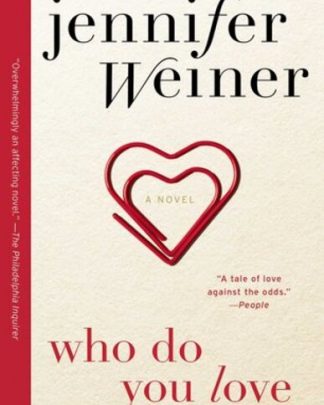 jennifer
Weiner
A NOVEL
"A tale of love
against the odds."
—People
who do
you love
"Overwhelmingly an affecting novel." —The Philadelphia Inquirer